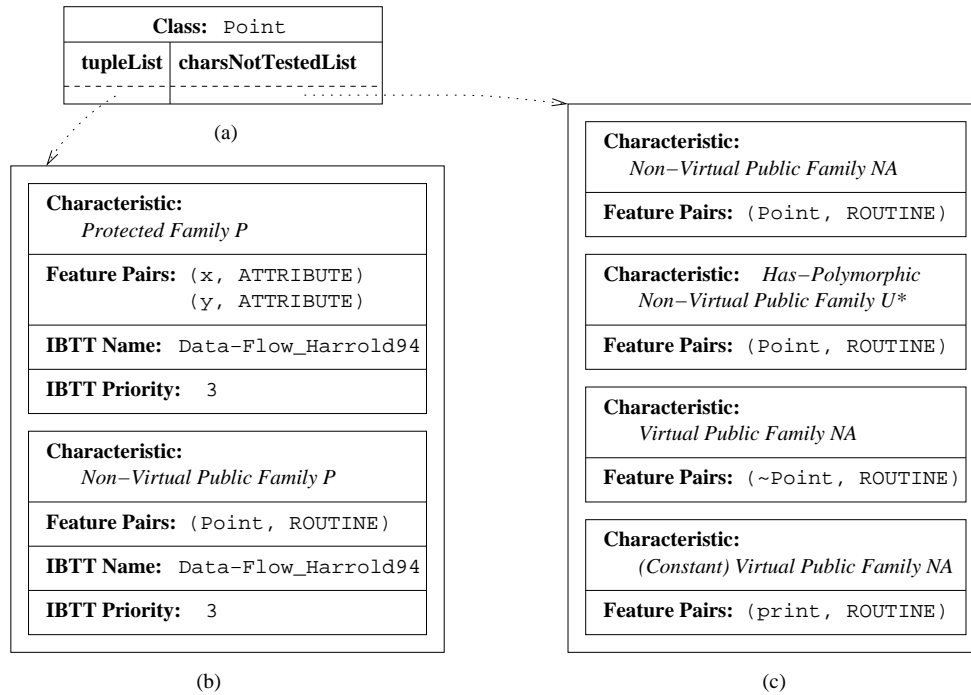 Class: Point
tupleList charsNotTestedList
(a)
Characteristic:
Protected Family P
Feature Pairs: (x, ATTRIBUTE)
(y, ATTRIBUTE)
IBTT Name: Data-Flow_Harrold94
IBTT Priority: 3
Characteristic:
Non−Virtual Public Family P
Feature Pairs: (Point, ROUTINE)
IBTT Name: Data-Flow_Harrold94
IBTT Priority: 3
(b)
Characteristic:
Non−Virtual Public Family NA
Feature Pairs: (Point, ROUTINE)
Characteristic: Has−Polymorphic
Non−Virtual Public Family U*
Feature Pairs: (Point, ROUTINE)
Characteristic:
Virtual Public Family NA
Feature Pairs: (~Point, ROUTINE)
Characteristic:
(Constant) Virtual Public Family NA
Feature Pairs: (print, ROUTINE)
(c)